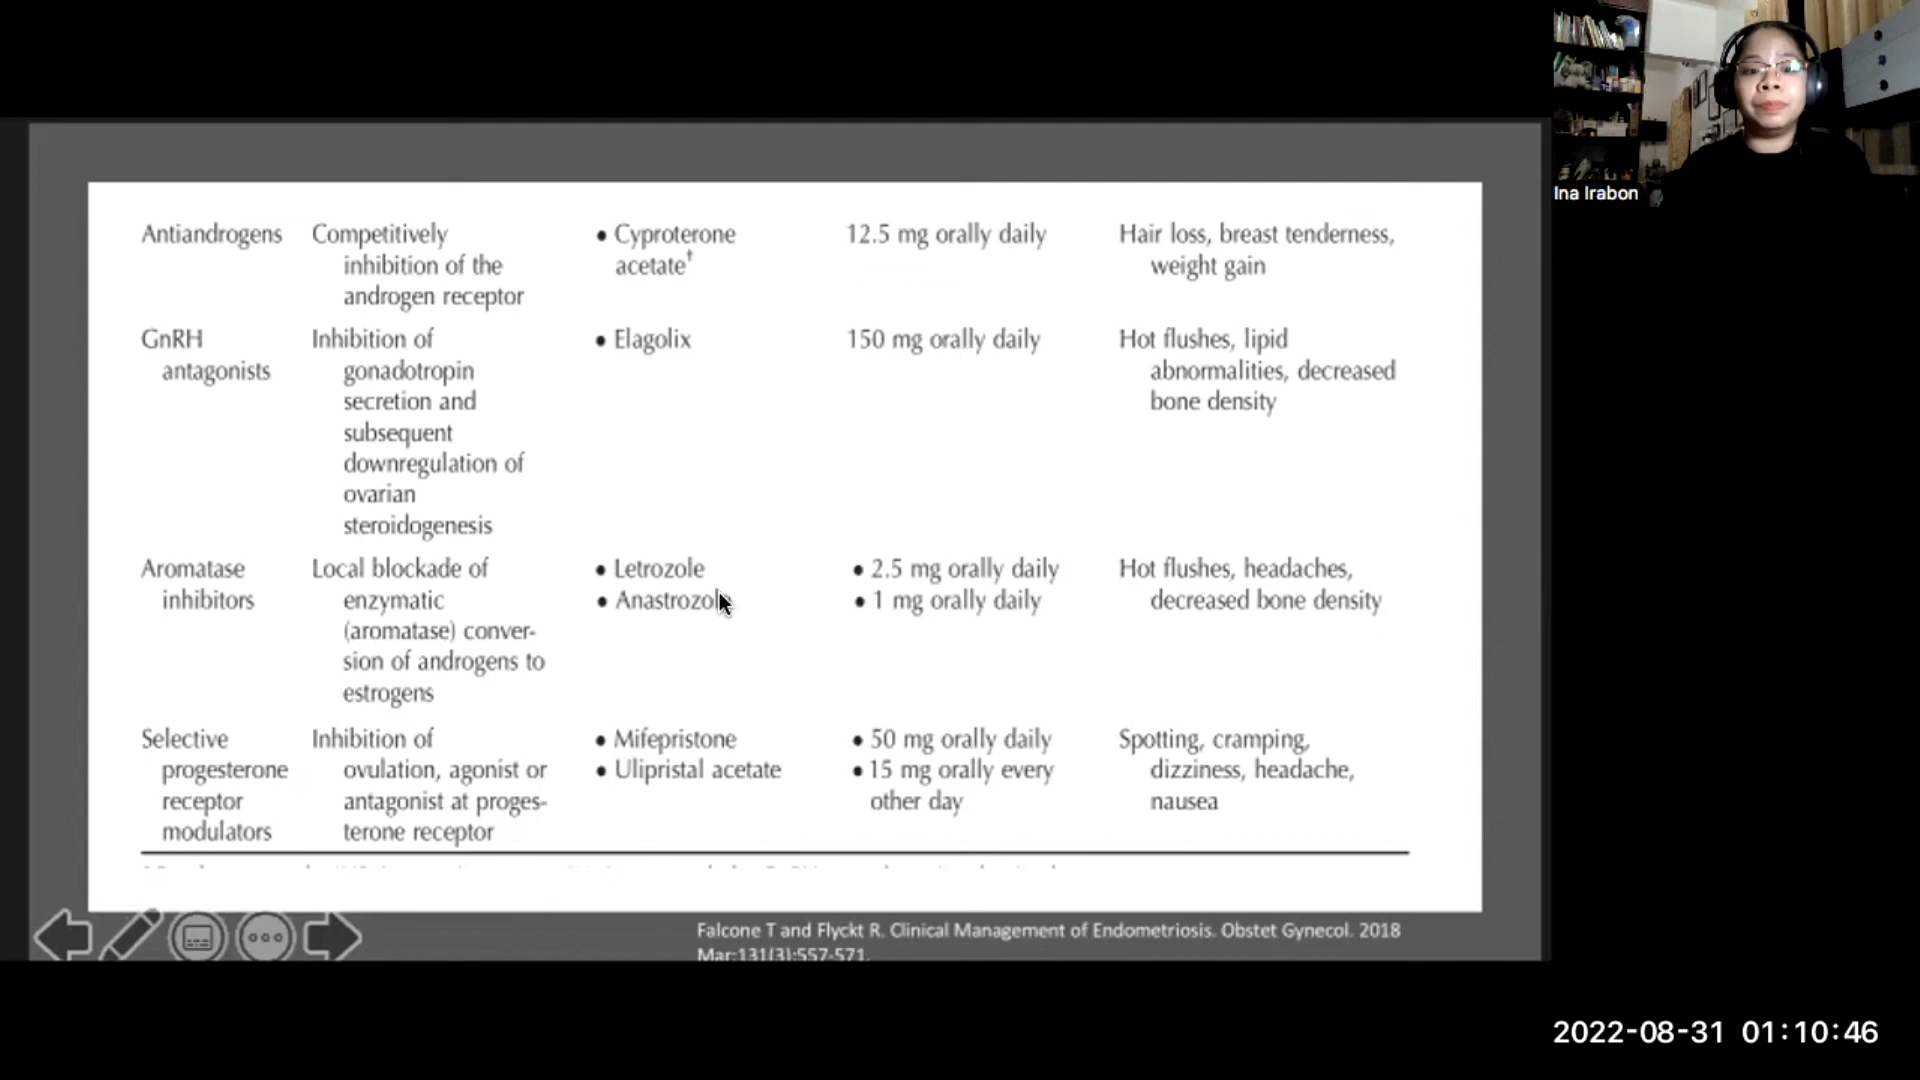 Ina Irabon
Antiandrogens Competitively • Cyproterone 12.5 mg orally daily Hair loss, breast tenderness,
inhibition of the acetate† weight gain
androgen receptor
GnRH Inhibition of • Elagolix 150 mg orally daily Hot flushes, lipid
antagonists gonadotropin abnormalities, decreased
secretion and bone density
subsequent
downregulation of
ovarian
steroidogenesis
Aromatase Local blockade of • Letrozole • 2.5 mg orally daily Hot flushes, headaches,
inhibitors enzymatic • Anastrozole • 1 mg orally daily decreased bone density
(aromatase) conver-
sion of androgens to
estrogens
Selective Inhibition of • Mifepristone • 50 mg orally daily Spotting, cramping,
progesterone ovulation, agonist or • Ulipristal acetate • 15 mg orally every dizziness, headache,
receptor antagonist at proges- other day nausea
modulators terone receptor
Falcone T and Flyckt R. Clinical Management of Endometriosis. Obstet Gynecol. 2018
Mar;131(3):557-571.
2022-08-31 01:10:46